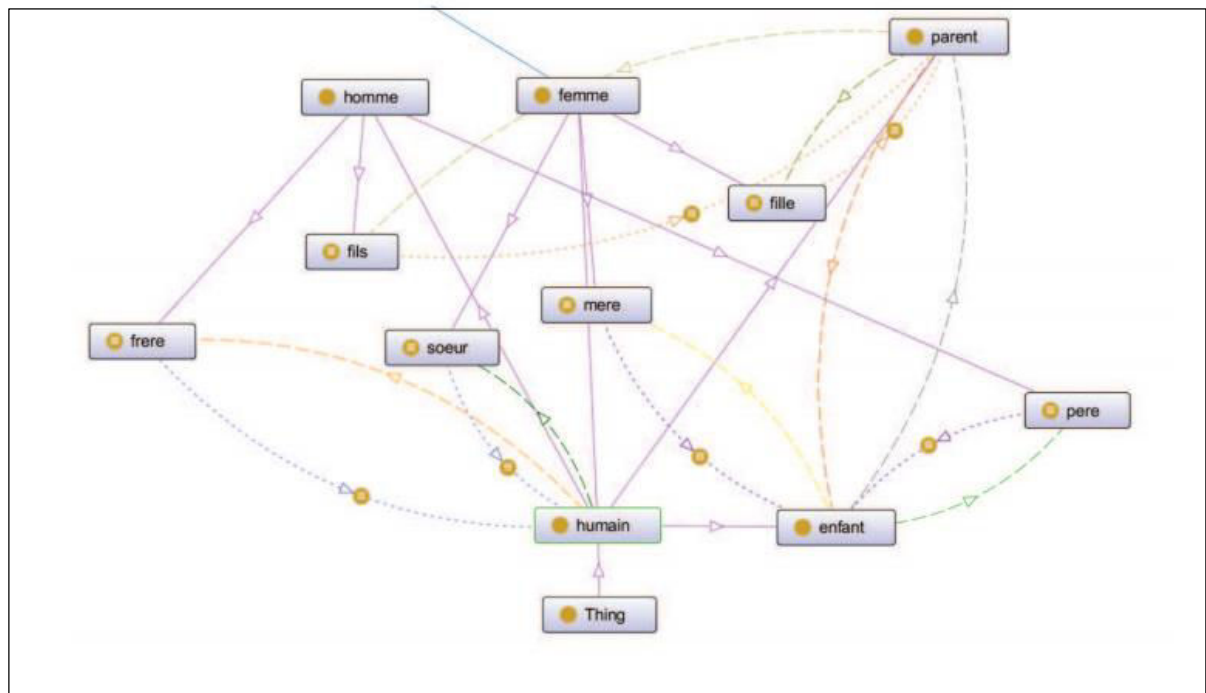 parent
homme
femme
fille
fils
mere
frere
soeur
pere
humain
enfant
Thing